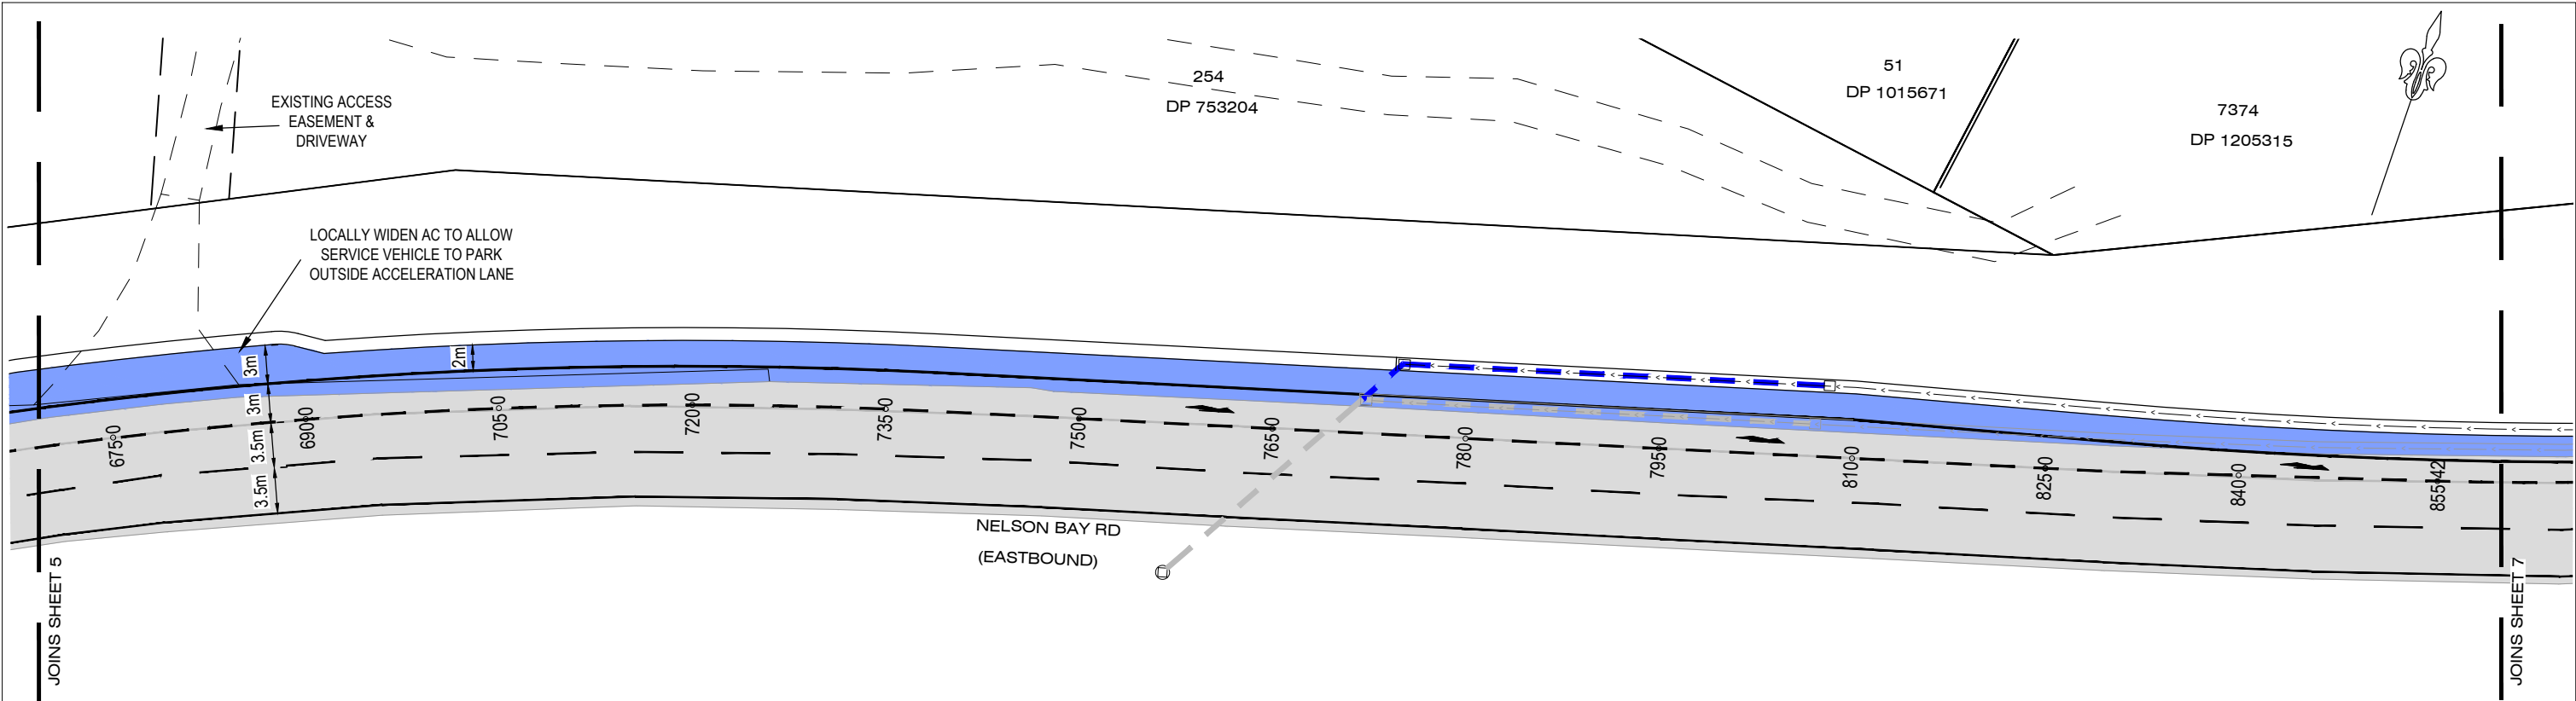 254
DP 753204
51
DP 1015671
7374
DP 1205315
EXISTING ACCESS
EASEMENT &
DRIVEWAY
LOCALLY WIDEN AC TO ALLOW
SERVICE VEHICLE TO PARK
OUTSIDE ACCELERATION LANE
3m
2m
3m
3.5m
3.5m
675.0
690.0
705.0
720.0
735.0
750.0
765.0
780.0
795.0
810.0
825.0
840.0
855.42
NELSON BAY RD
(EASTBOUND)
JOINS SHEET 5
JOINS SHEET 7